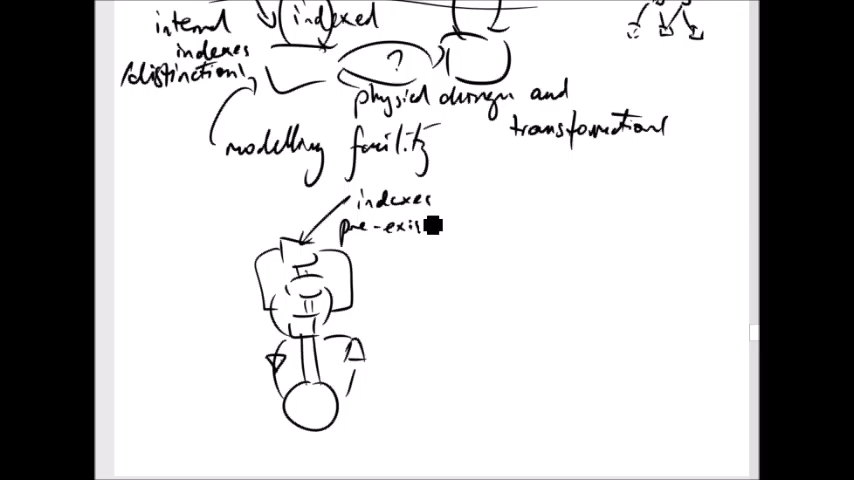 internal indexed
indexes
/distinctions
?
physical changes and
transformations
modelling facility
indexes
pre-exis